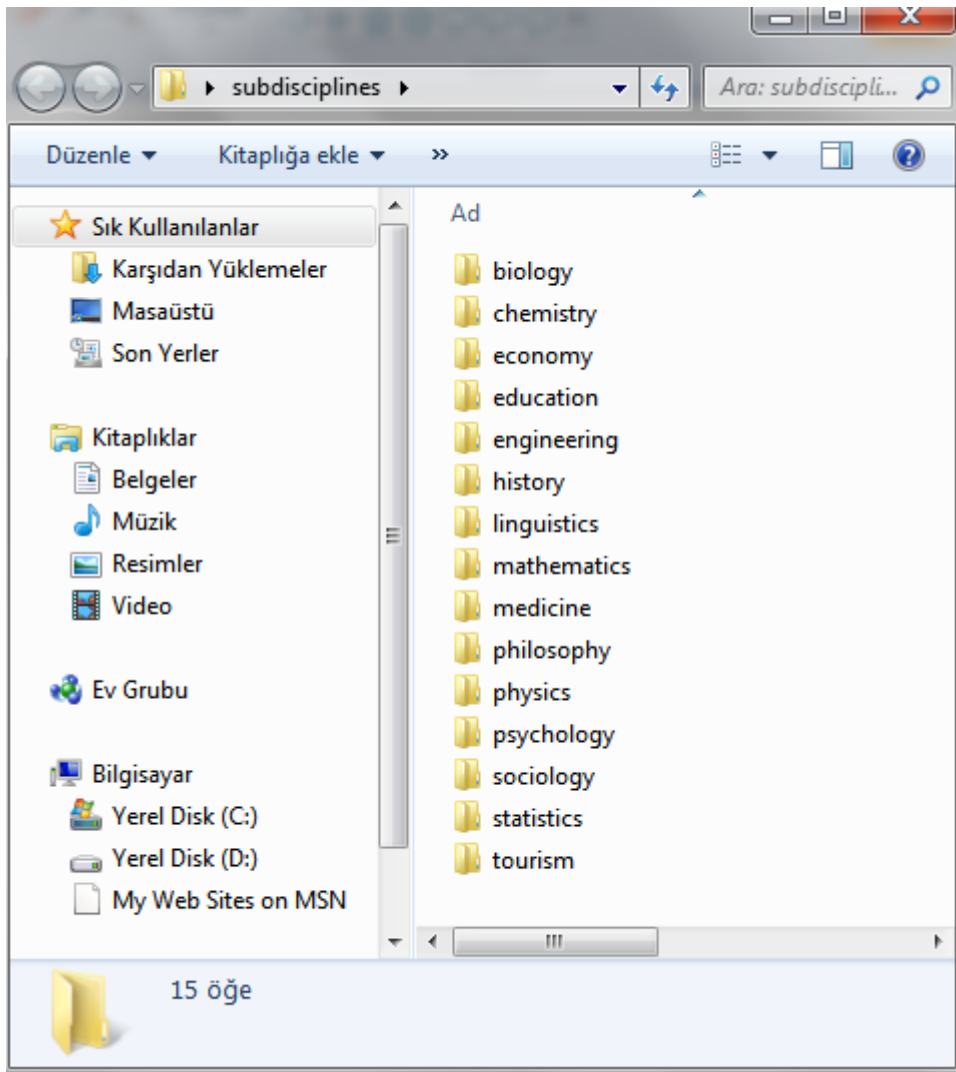 subdisciplines
Ara: subdiscipli...
Düzenle
Kitaplığa ekle
»
Sık Kullanılanlar
Karşıdan Yüklemeler
Masaüstü
Son Yerler
Kitaplıklar
Belgeler
Müzik
Resimler
Video
Ev Grubu
Bilgisayar
Yerel Disk (C:)
Yerel Disk (D:)
My Web Sites on MSN
Ad
biology
chemistry
economy
education
engineering
history
linguistics
mathematics
medicine
philosophy
physics
psychology
sociology
statistics
tourism
15 öğe